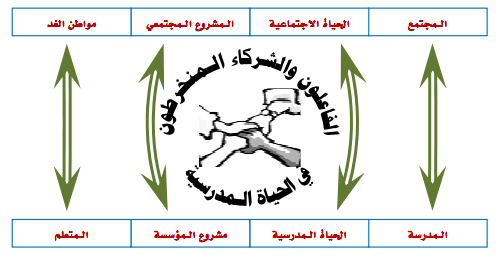 المجتمع الحياة الاجتماعية المشروع المجتمعي مواطن الغد
الفاعلون والشركاء المنخرطون
في الحياة المدرسية
المدرسة الحياة المدرسية مشروع المؤسسة المتعلم